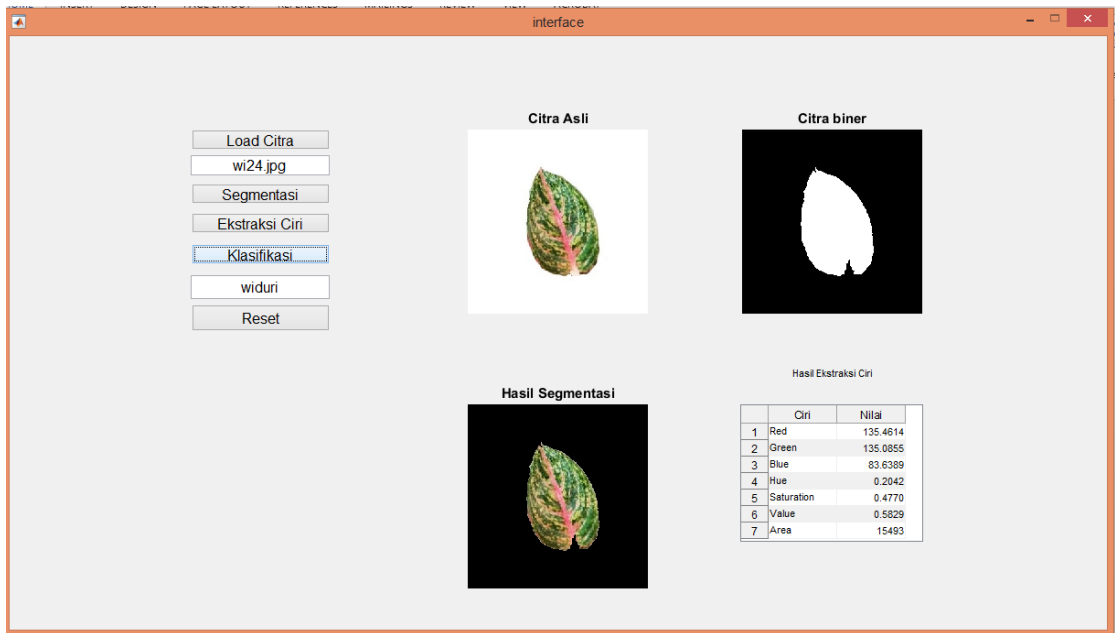 interface
Load Citra
wi24.jpg
Segmentasi
Ekstraksi Ciri
Klasifikasi
widuri
Reset
Citra Asli
Citra biner
Hasil Segmentasi
Hasil Ekstraksi Ciri
Ciri Nilai
1 Red 135.4614
2 Green 135.0855
3 Blue 83.6389
4 Hue 0.2042
5 Saturation 0.4770
6 Value 0.5829
7 Area 15493